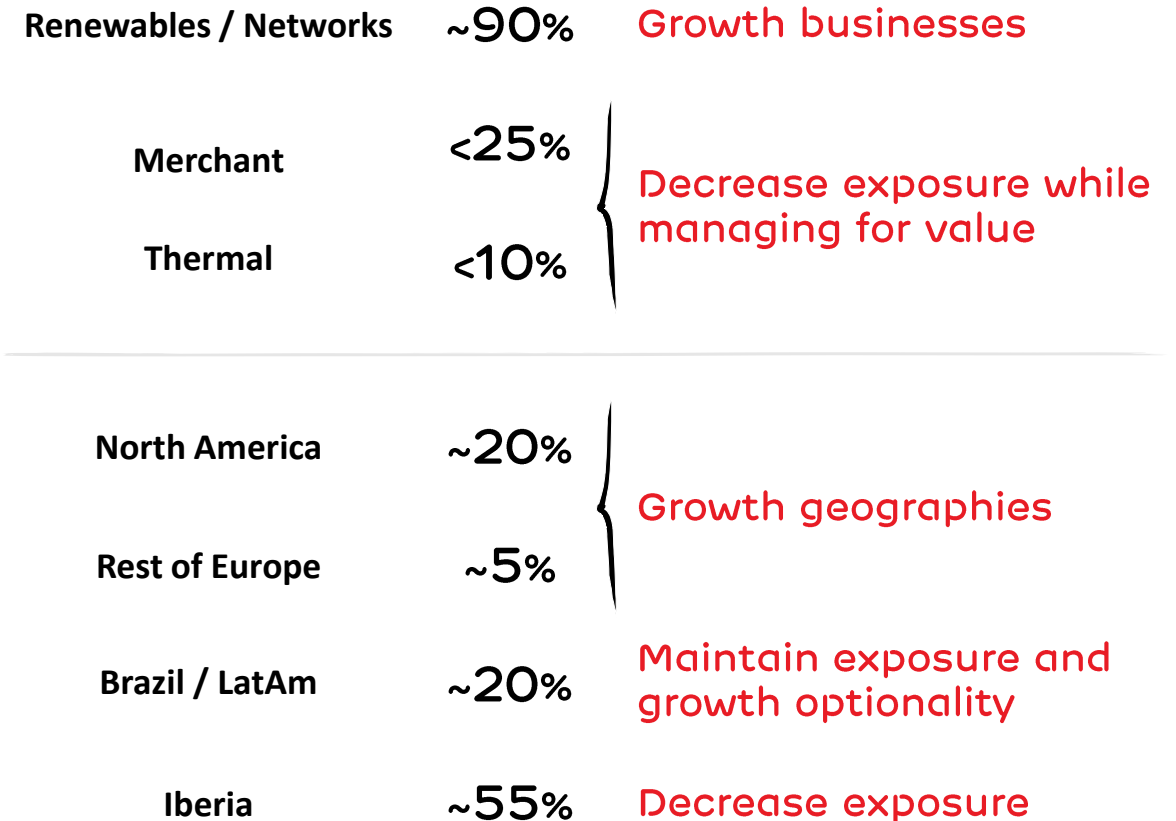 Renewables / Networks ~90% Growth businesses
Merchant <25%
Decrease exposure while
managing for value
Thermal <10%
North America ~20%
Growth geographies
Rest of Europe ~5%
Brazil / LatAm ~20% Maintain exposure and
growth optionality
Iberia ~55% Decrease exposure